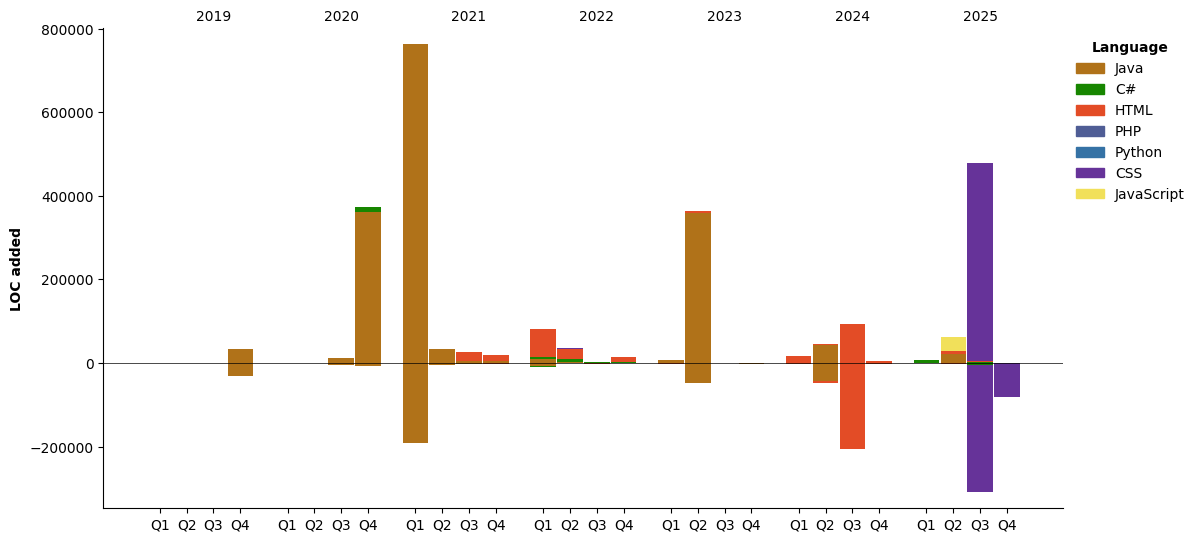 2019 2020 2021 2022 2023 2024 2025
800000
600000
400000
200000
0
−200000
LOC added
Language
Java
C#
HTML
PHP
Python
CSS
JavaScript
Q1 Q2 Q3 Q4 Q1 Q2 Q3 Q4 Q1 Q2 Q3 Q4 Q1 Q2 Q3 Q4 Q1 Q2 Q3 Q4 Q1 Q2 Q3 Q4 Q1 Q2 Q3 Q4